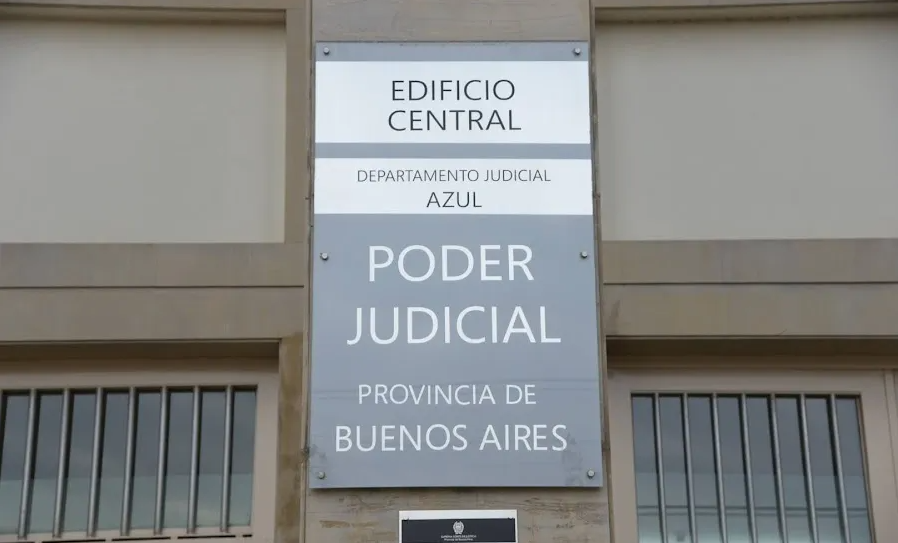 EDIFICIO
CENTRAL
DEPARTAMENTO JUDICIAL
AZUL
PODER
JUDICIAL
PROVINCIA DE
BUENOS AIRES